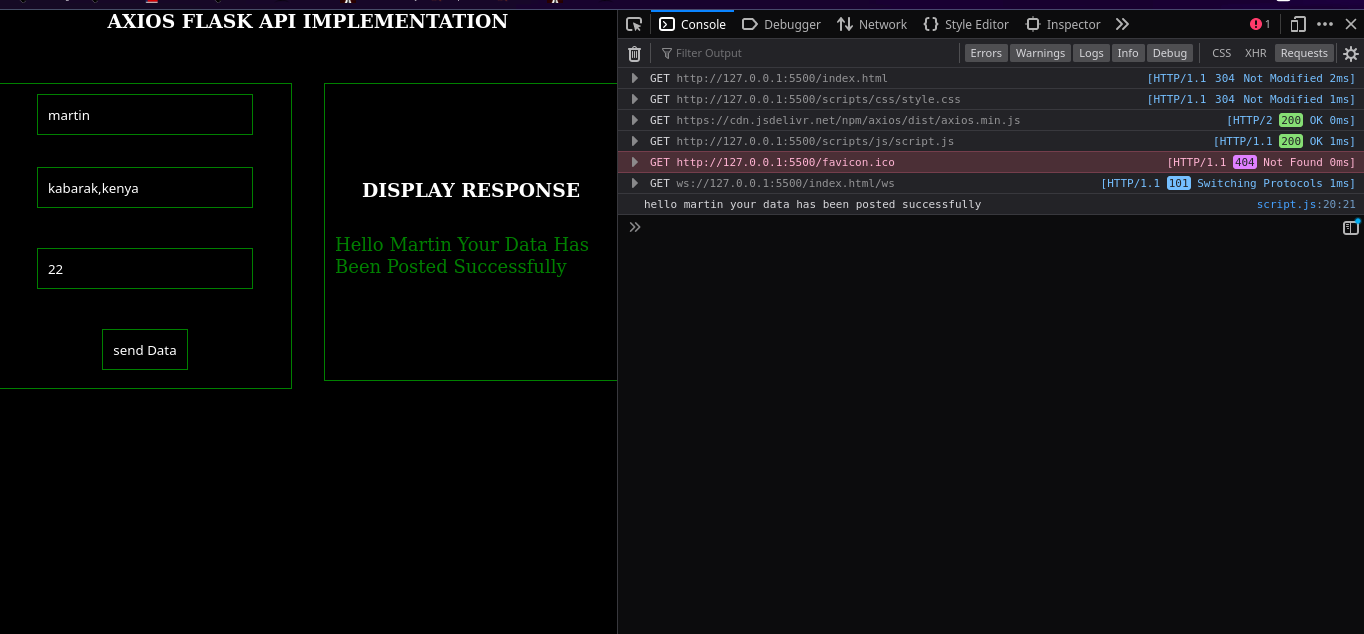 AXIOS FLASK API IMPLEMENTATION
martin
kabarak,kenya
22
send Data
DISPLAY RESPONSE
Hello Martin Your Data Has
Been Posted Successfully
Console Debugger Network Style Editor Inspector 1
Filter Output Errors Warnings Logs Info Debug CSS XHR Requests
GET http://127.0.0.1:5500/index.html [HTTP/1.1 304 Not Modified 2ms]
GET http://127.0.0.1:5500/scripts/css/style.css [HTTP/1.1 304 Not Modified 1ms]
GET https://cdn.jsdelivr.net/npm/axios/dist/axios.min.js [HTTP/2 200 OK 0ms]
GET http://127.0.0.1:5500/scripts/js/script.js [HTTP/1.1 200 OK 1ms]
GET http://127.0.0.1:5500/favicon.ico [HTTP/1.1 404 Not Found 0ms]
GET ws://127.0.0.1:5500/index.html/ws [HTTP/1.1 101 Switching Protocols 1ms]
hello martin your data has been posted successfully script.js:20:21